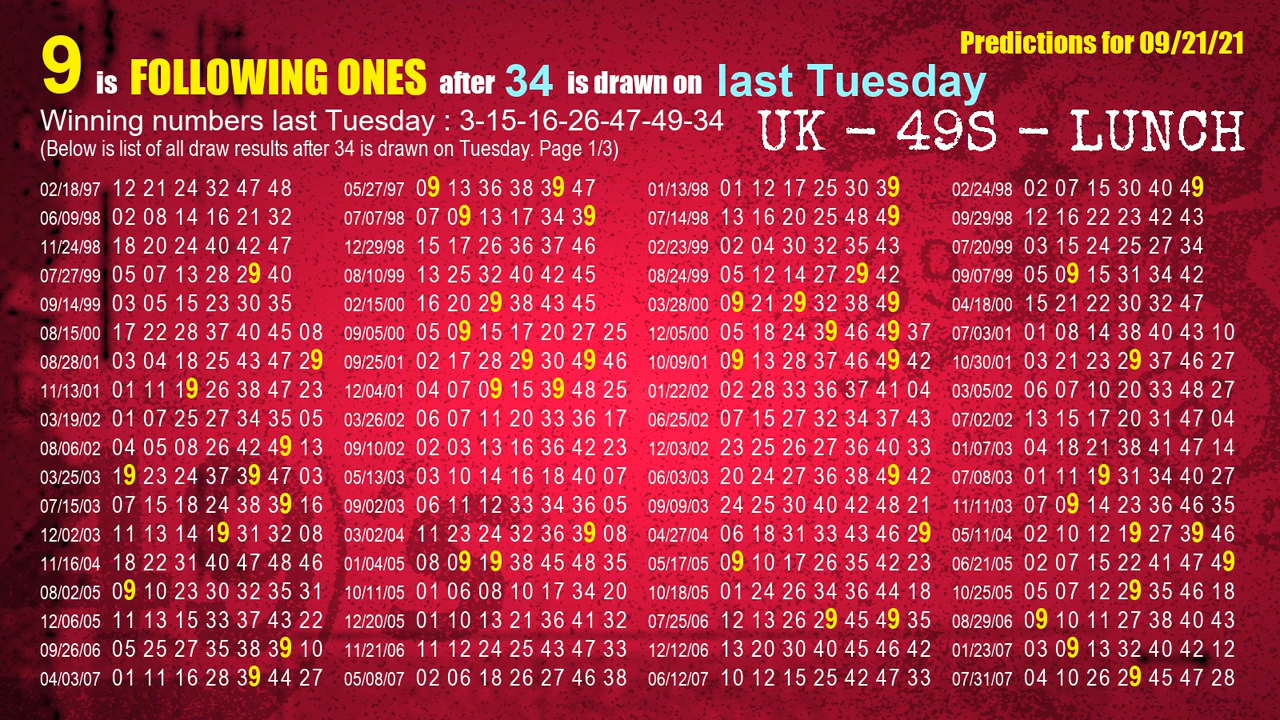 Predictions for 09/21/21
9 is FOLLOWING ONES after 34 is drawn on last Tuesday
Winning numbers last Tuesday : 3-15-16-26-47-49-34
UK - 49S - LUNCH
(Below is list of all draw results after 34 is drawn on Tuesday. Page 1/3)
02/18/97 12 21 24 32 47 48 05/27/97 09 13 36 38 39 47 01/13/98 01 12 17 25 30 39 02/24/98 02 07 15 30 40 49
06/09/98 02 08 14 16 21 32 07/07/98 07 09 13 17 34 39 07/14/98 13 16 20 25 48 49 09/29/98 12 16 22 23 42 43
11/24/98 18 20 24 40 42 47 12/29/98 15 17 26 36 37 46 02/23/99 02 04 30 32 35 43 07/20/99 03 15 24 25 27 34
07/27/99 05 07 13 28 29 40 08/10/99 13 25 32 40 42 45 08/24/99 05 12 14 27 29 42 09/07/99 05 09 15 31 34 42
09/14/99 03 05 15 23 30 35 02/15/00 16 20 29 38 43 45 03/28/00 09 21 29 32 38 49 04/18/00 15 21 22 30 32 47
08/15/00 17 22 28 37 40 45 08 09/05/00 05 09 15 17 20 27 25 12/05/00 05 18 24 39 46 49 37 07/03/01 01 08 14 38 40 43 10
08/28/01 03 04 18 25 43 47 29 09/25/01 02 17 28 29 30 49 46 10/09/01 09 13 28 37 46 49 42 10/30/01 03 21 23 29 37 46 27
11/13/01 01 11 19 26 38 47 23 12/04/01 04 07 09 15 39 48 25 01/22/02 02 28 33 36 37 41 04 03/05/02 06 07 10 20 33 48 27
03/19/02 01 07 25 27 34 35 05 03/26/02 06 07 11 20 33 36 17 06/25/02 07 15 27 32 34 37 43 07/02/02 13 15 17 20 31 47 04
08/06/02 04 05 08 26 42 49 13 09/10/02 02 03 13 16 36 42 23 12/03/02 23 25 26 27 36 40 33 01/07/03 04 18 21 38 41 47 14
03/25/03 19 23 24 37 39 47 03 05/13/03 03 10 14 16 18 40 07 06/03/03 20 24 27 36 38 49 42 07/08/03 01 11 19 31 34 40 27
07/15/03 07 15 18 24 38 39 16 09/02/03 06 11 12 33 34 36 05 09/09/03 24 25 30 40 42 48 21 11/11/03 07 09 14 23 36 46 35
12/02/03 11 13 14 19 31 32 08 03/02/04 11 23 24 32 36 39 08 04/27/04 06 18 31 33 43 46 29 05/11/04 02 10 12 19 27 39 46
11/16/04 18 22 31 40 47 48 46 01/04/05 08 09 19 38 45 48 35 05/17/05 09 10 17 26 35 42 23 06/21/05 02 07 15 22 41 47 49
08/02/05 09 10 23 30 32 35 31 10/11/05 01 06 08 10 17 34 20 10/18/05 01 24 26 34 36 44 18 10/25/05 05 07 12 29 35 46 18
12/06/05 11 13 15 33 37 43 22 12/20/05 01 10 13 21 36 41 32 07/25/06 12 13 26 29 45 49 35 08/29/06 09 10 11 27 38 40 43
09/26/06 05 25 27 35 38 39 10 11/21/06 11 12 24 25 43 47 33 12/12/06 13 20 30 40 45 46 42 01/23/07 03 09 13 32 40 42 12
04/03/07 01 11 16 28 39 44 27 05/08/07 02 06 18 26 27 46 38 06/12/07 10 12 15 25 42 47 33 07/31/07 04 10 26 29 45 47 28